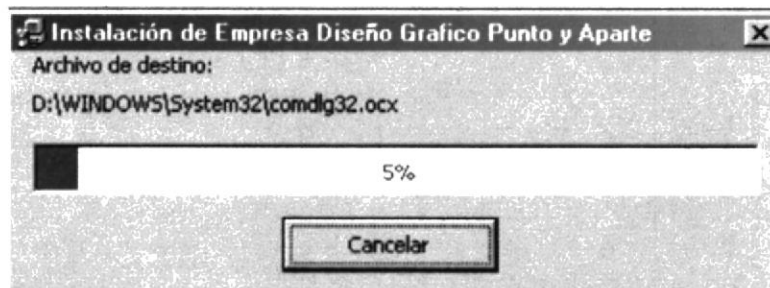 Instalación de Empresa Diseño Grafico Punto y Aparte
Archivo de destino:
D:\WINDOWS\System32\comdlg32.ocx
5%
Cancelar